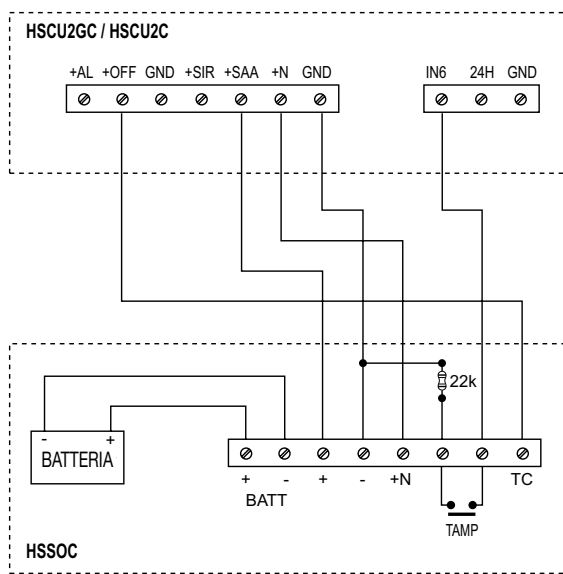 HSCU2GC / HSCU2C
+AL +OFF GND +SIR +SAA +N GND
IN6 24H GND
22k
- +
BATTERIA
+ - + - +N TC
BATT
TAMP
HSSOC